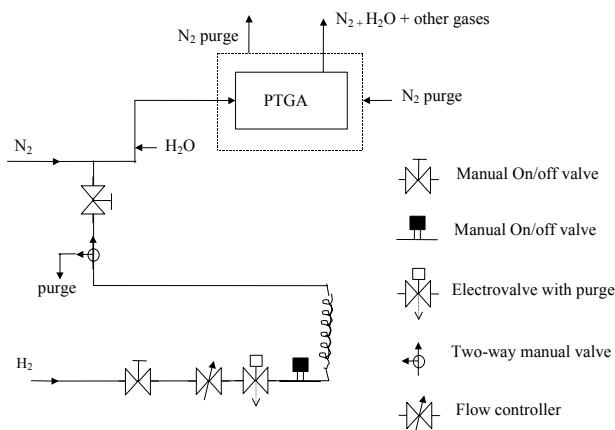 N2 + H2O + other gases
N2 purge
PTGA
N2 purge
N2
H2O
Manual On/off valve
Manual On/off valve
purge
Electrovalve with purge
Two-way manual valve
H2
Flow controller